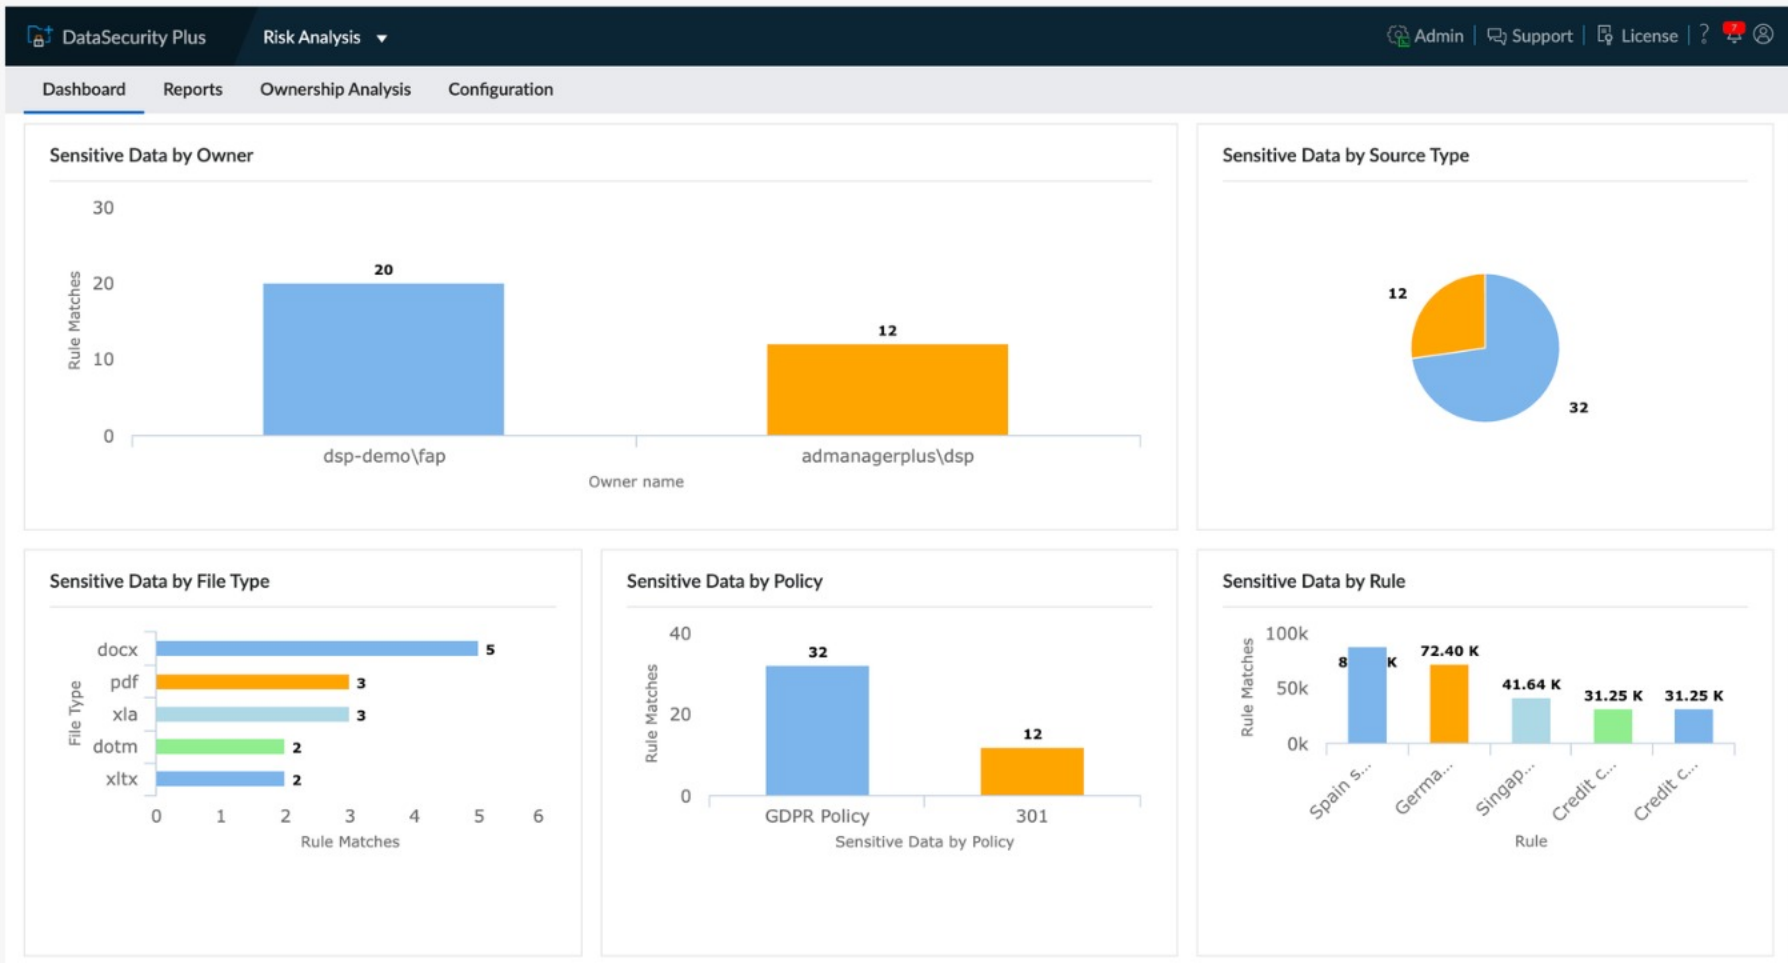 DataSecurity Plus
Risk Analysis
Admin | Support | License | ? 7
Dashboard Reports Ownership Analysis Configuration
Sensitive Data by Owner
30
20
10
0
Rule Matches
20
12
dsp-demo\fap
admanagerplus\dsp
Owner name
Sensitive Data by Source Type
12
32
Sensitive Data by File Type
File Type
docx 5
pdf 3
xla 3
dotm 2
xltx 2
0 1 2 3 4 5 6
Rule Matches
Sensitive Data by Policy
40
20
0
Rule Matches
32
12
GDPR Policy
301
Sensitive Data by Policy
Sensitive Data by Rule
100k
50k
0k
Rule Matches
8 K
72.40 K
41.64 K
31.25 K
31.25 K
Spain s...
Germa...
Singap...
Credit c...
Credit c...
Rule